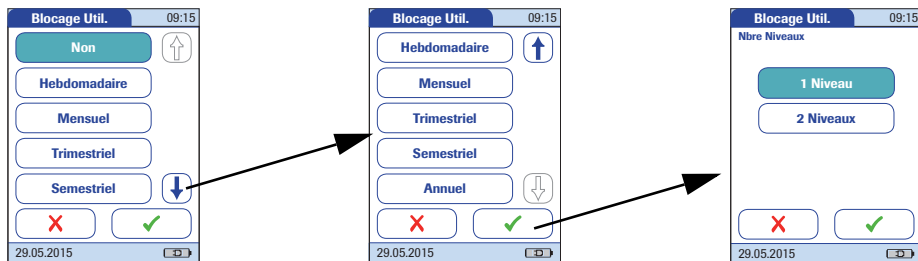 Blocage Util. 09:15
Non
Hebdomadaire
Mensuel
Trimestriel
Semestriel
29.05.2015
Blocage Util. 09:15
Hebdomadaire
Mensuel
Trimestriel
Semestriel
Annuel
29.05.2015
Blocage Util. 09:15
Nbre Niveaux
1 Niveau
2 Niveaux
29.05.2015